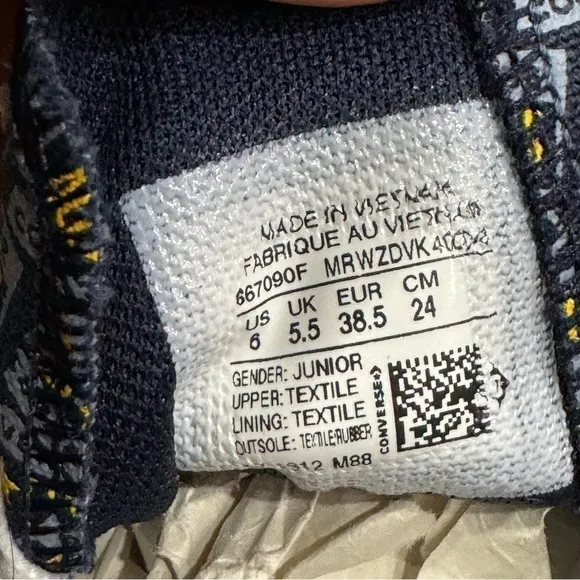 MADE IN VIETNAM
FABRIQUE AU VIETNAM
667090F
US UK EUR CM
6 5.5 38.5 24
GENDER: JUNIOR
UPPER: TEXTILE
LINING: TEXTILE
OUTSOLE: TEXTILE/RUBBER
M88
CONVERSE